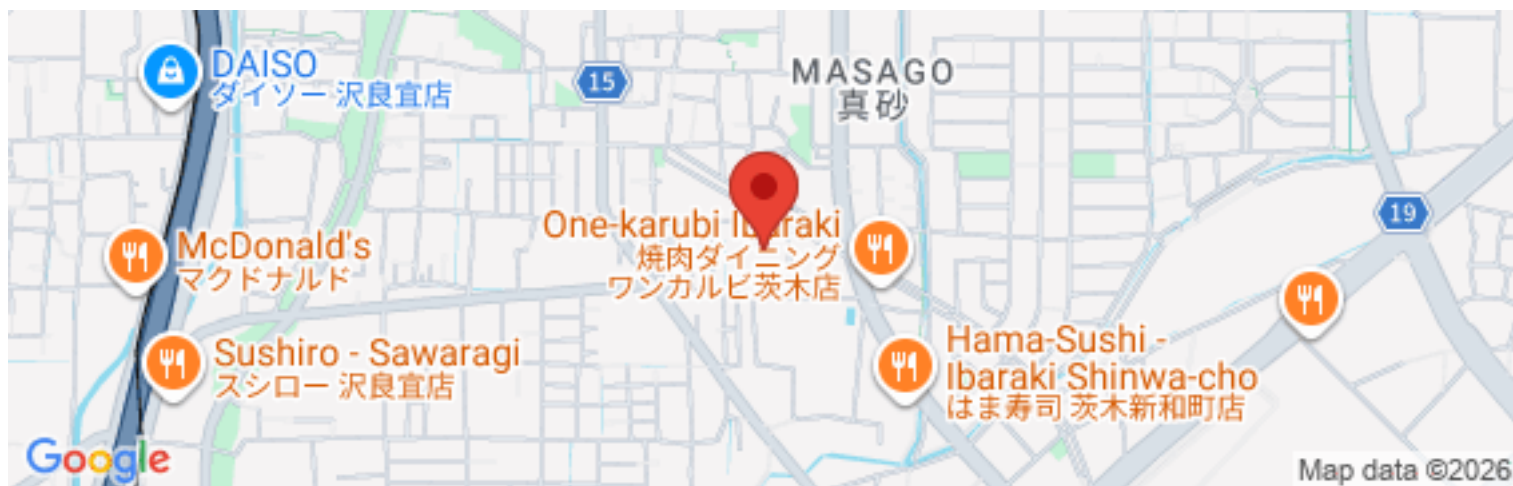 DAISO
ダイソー 沢良宜店
15
MASAGO
真砂
One-karubi Ibaraki
焼肉ダイニング
ワンカルビ茨木店
19
McDonald's
マクドナルド
Sushiro - Sawaragi
スシロー 沢良宜店
Hama-Sushi -
Ibaraki Shinwa-cho
はま寿司 茨木新和町店
Google
Map data ©2026